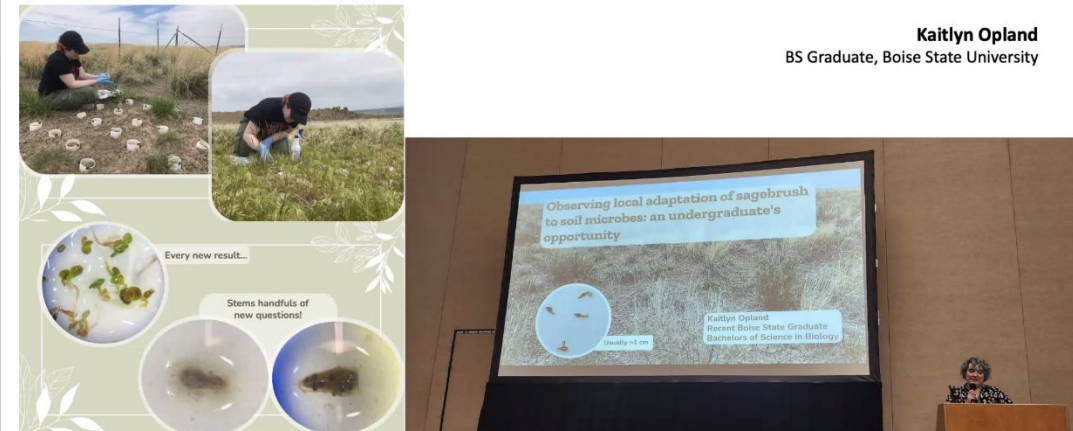 Kaitlyn Opland
BS Graduate, Boise State University
Observing local adaptation of sagebrush
to soil microbes: an undergraduate's
opportunity
Usually >1 cm
Kaitlyn Opland
Recent Boise State Graduate
Bachelors of Science in Biology
Every new result...
Stems handfuls of
new questions!